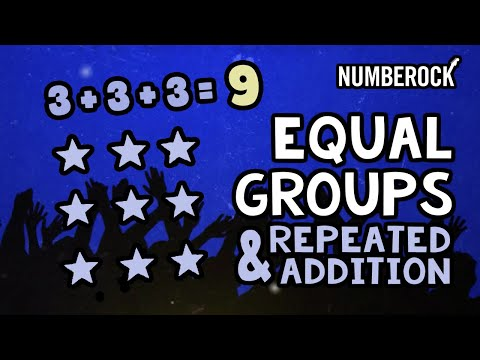 3+3+3=9
NUMBEROCK
EQUAL
GROUPS
& REPEATED
ADDITION